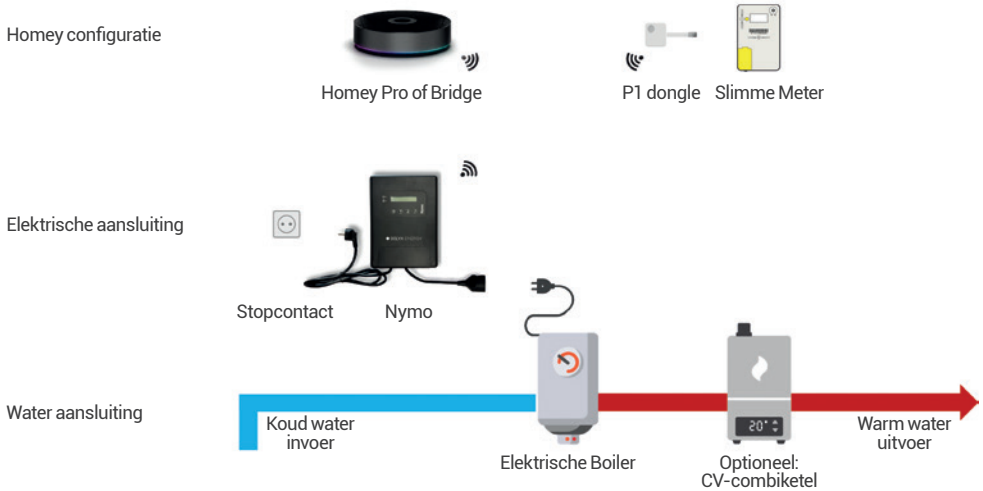 Homey configuratie
Homey Pro of Bridge
P1 dongle
Slimme Meter
Elektrische aansluiting
Stopcontact
Nymo
Water aansluiting
Koud water
invoer
Elektrische Boiler
20°
Optioneel:
CV-combiketel
Warm water
uitvoer